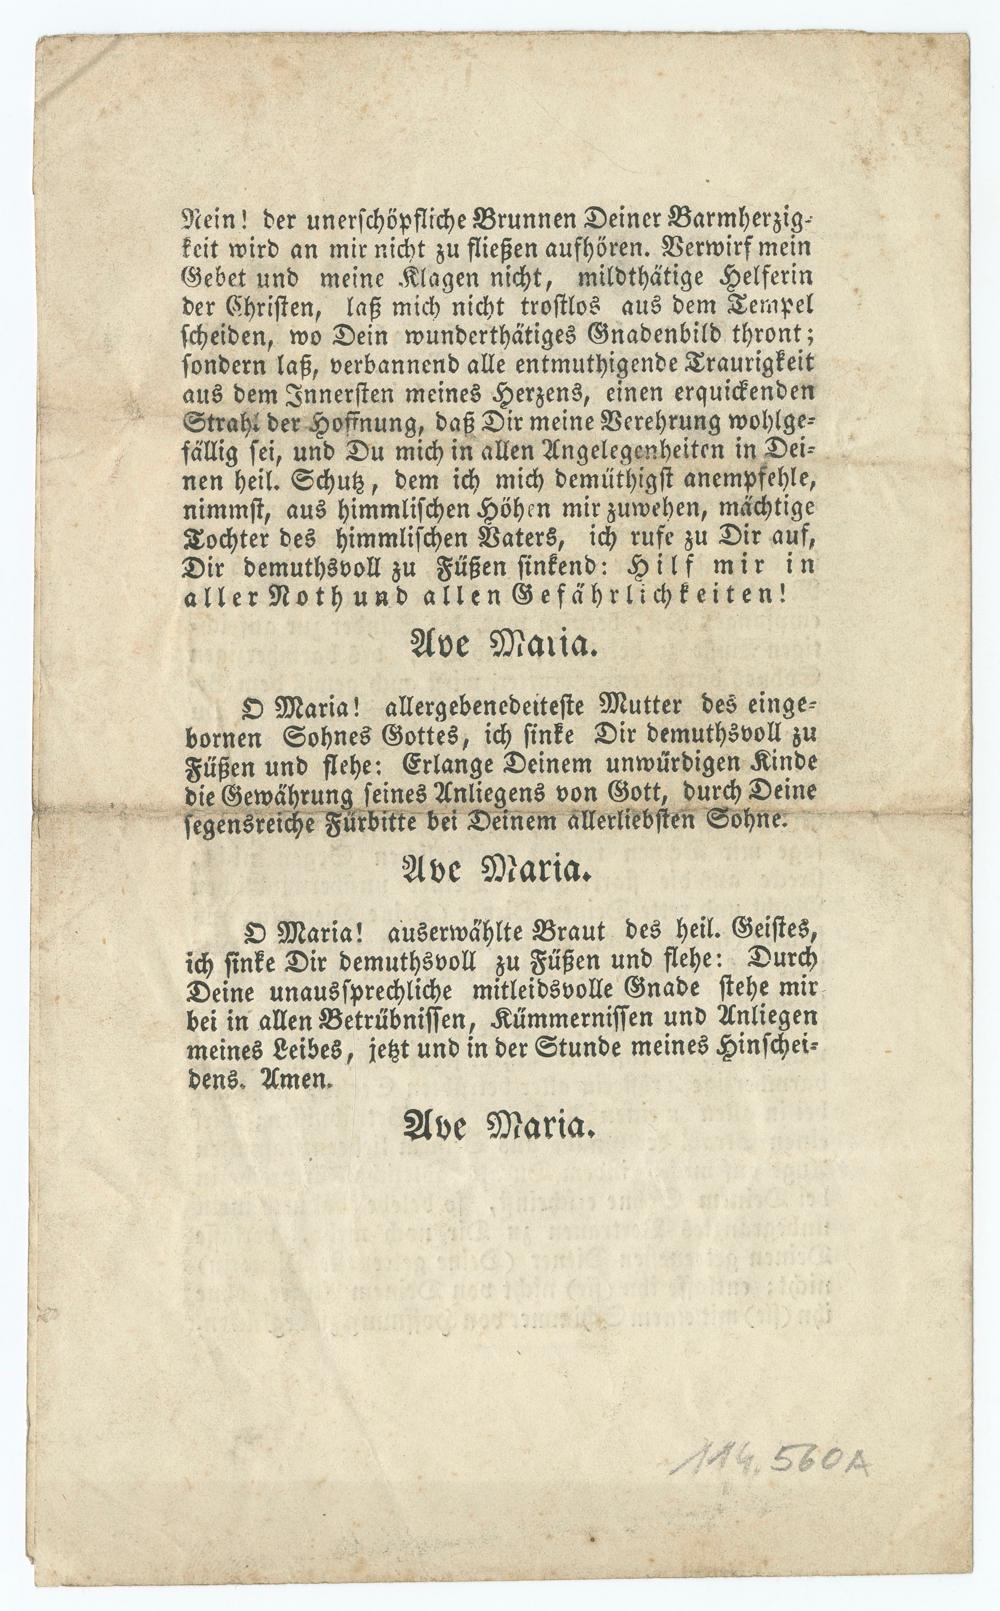 Nein! der unerschöpfliche Brunnen Deiner Barmherzig-
keit wird an mir nicht zu fließen aufhören. Verwirf mein
Gebet und meine Klagen nicht, mildthätige Helferin
der Christen, laß mich nicht trostlos aus dem Tempel
scheiden, wo Dein wunderthätiges Gnadenbild thront;
sondern laß, verbannend alle entmuthigende Traurigkeit
aus dem Innersten meines Herzens, einen erquickenden
Strahl der Hoffnung, daß Dir meine Verehrung wohlge-
fällig sei, und Du mich in allen Angelegenheiten in Dei-
nen heil. Schutz, dem ich mich demüthigst anempfehle,
nimmst, aus himmlischen Höhen mir zuwehen, mächtige
Tochter des himmlischen Vaters, ich rufe zu Dir auf,
Dir demuthsvoll zu Füßen sinkend: Hilf mir in
aller Noth und allen Gefährlichkeiten!
Ave Maria.
O Maria! allergebenedeiteste Mutter des einge-
bornen Sohnes Gottes, ich sinke Dir demuthsvoll zu
Füßen und flehe: Erlange Deinem unwürdigen Kinde
die Gewährung seines Anliegens von Gott, durch Deine
segensreiche Fürbitte bei Deinem allerliebsten Sohne.
Ave Maria.
O Maria! auserwählte Braut des heil. Geistes,
ich sinke Dir demuthsvoll zu Füßen und flehe: Durch
Deine unaussprechliche mitleidsvolle Gnade stehe mir
bei in allen Betrübnissen, Kümmernissen und Anliegen
meines Leibes, jetzt und in der Stunde meines Hinschei-
dens. Amen.
Ave Maria.
114.560A